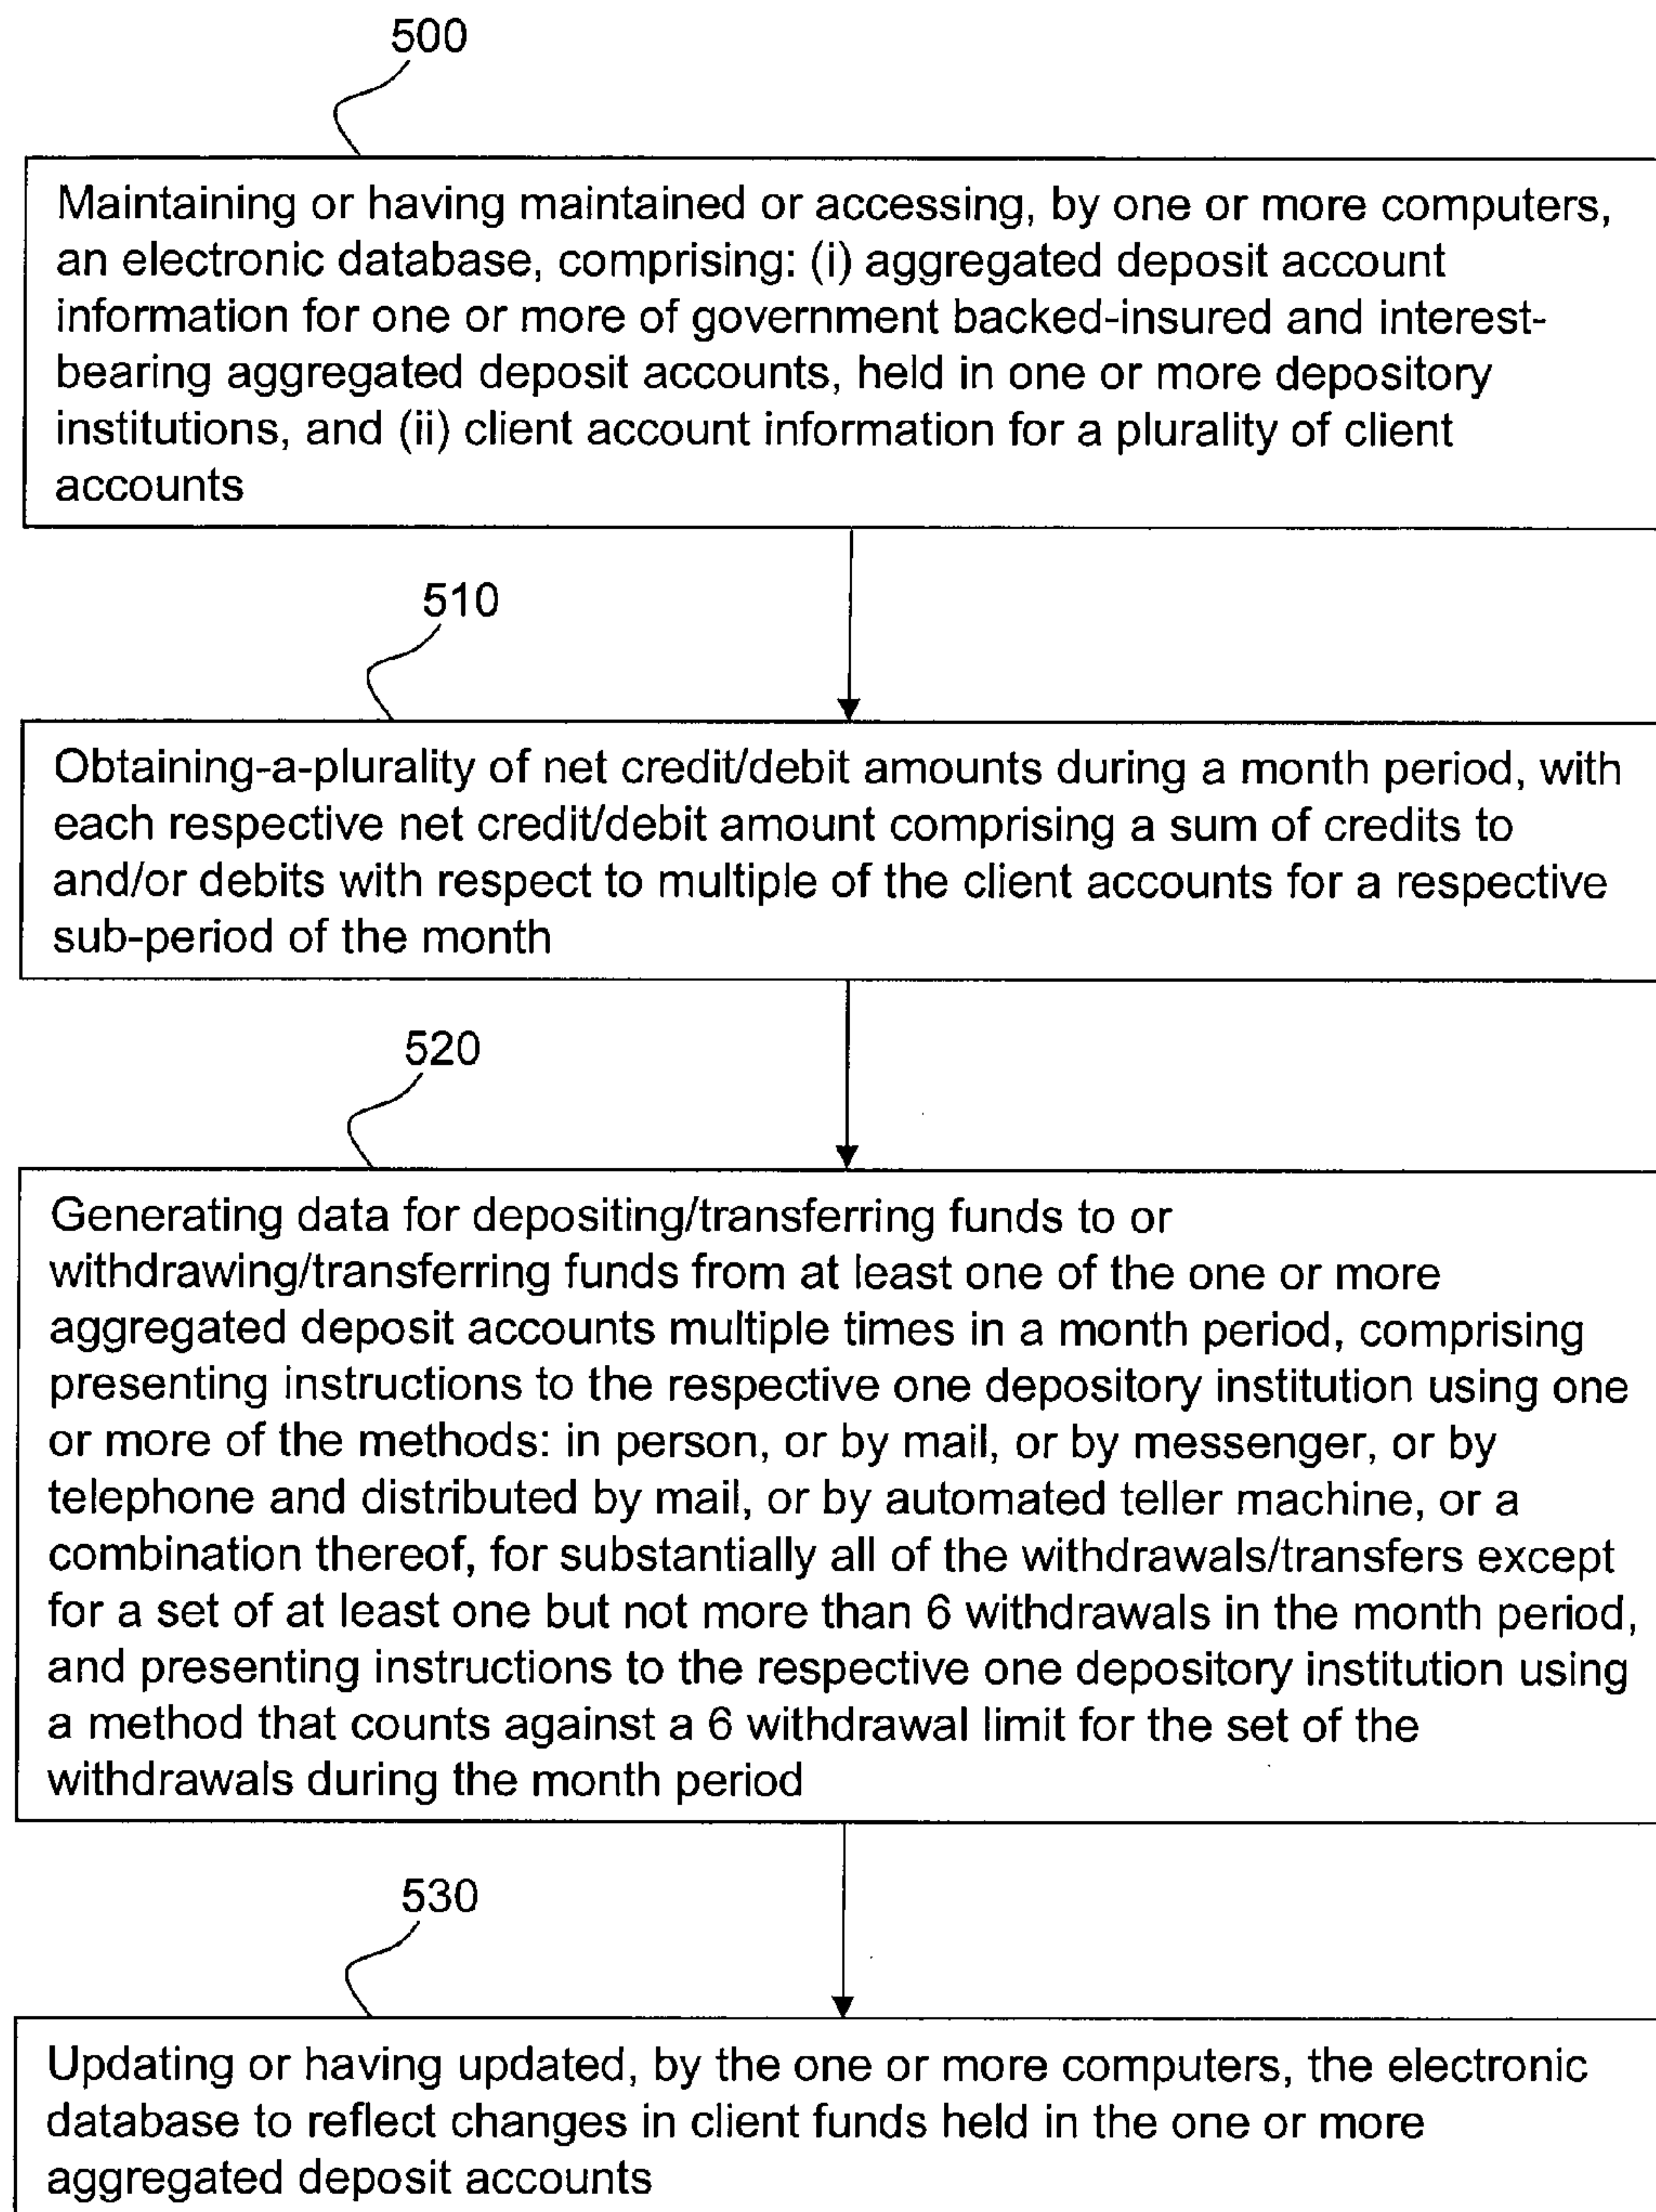 500
Maintaining or having maintained or accessing, by one or more computers,
an electronic database, comprising: (i) aggregated deposit account
information for one or more of government backed-insured and interest-
bearing aggregated deposit accounts, held in one or more depository
institutions, and (ii) client account information for a plurality of client
accounts
510
Obtaining-a-plurality of net credit/debit amounts during a month period, with
each respective net credit/debit amount comprising a sum of credits to
and/or debits with respect to multiple of the client accounts for a respective
sub-period of the month
520
Generating data for depositing/transferring funds to or
withdrawing/transferring funds from at least one of the one or more
aggregated deposit accounts multiple times in a month period, comprising
presenting instructions to the respective one depository institution using one
or more of the methods: in person, or by mail, or by messenger, or by
telephone and distributed by mail, or by automated teller machine, or a
combination thereof, for substantially all of the withdrawals/transfers except
for a set of at least one but not more than 6 withdrawals in the month period,
and presenting instructions to the respective one depository institution using
a method that counts against a 6 withdrawal limit for the set of the
withdrawals during the month period
530
Updating or having updated, by the one or more computers, the electronic
database to reflect changes in client funds held in the one or more
aggregated deposit accounts